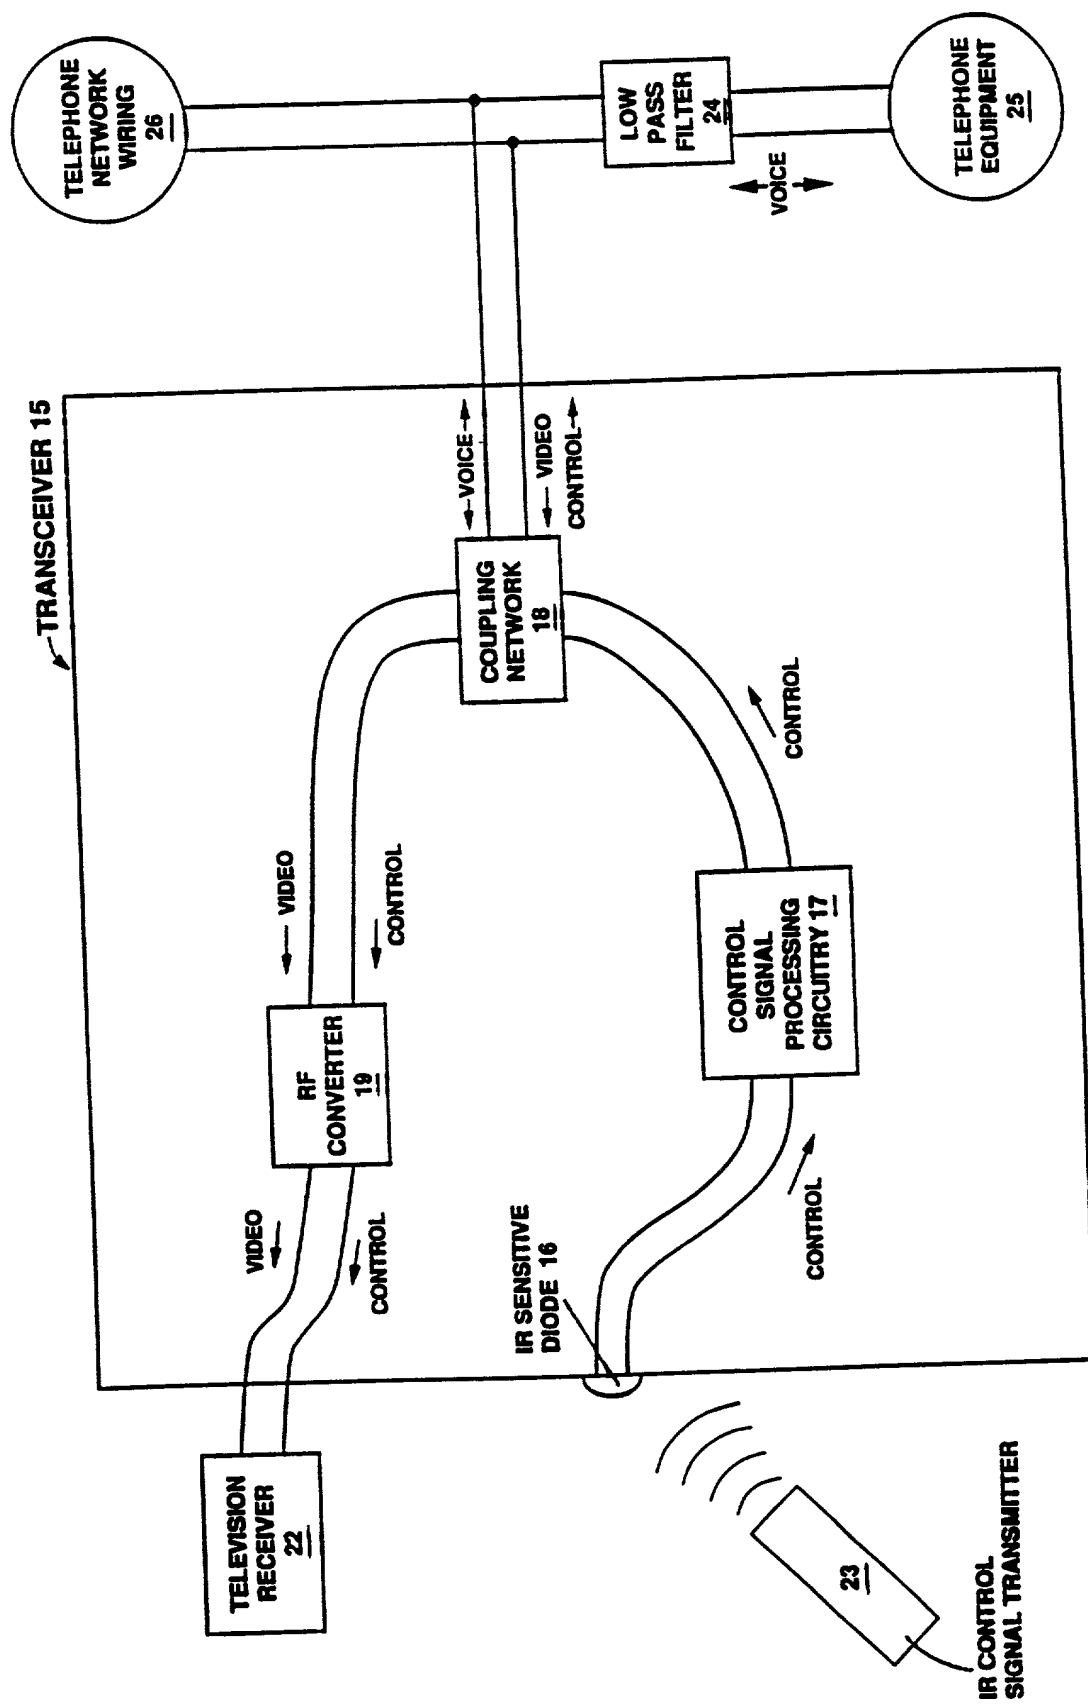 TRANSCEIVER 15
TELEPHONE
NETWORK
WIRING
26
TELEVISION
RECEIVER
22
VIDEO
CONTROL
RF
CONVERTER
19
VIDEO
CONTROL
COUPLING
NETWORK
18
VOICE
VIDEO
CONTROL
LOW
PASS
FILTER
24
VOICE
TELEPHONE
EQUIPMENT
25
IR SENSITIVE
DIODE 16
CONTROL
CONTROL
SIGNAL
PROCESSING
CIRCUITRY 17
CONTROL
23
IR CONTROL
SIGNAL TRANSMITTER